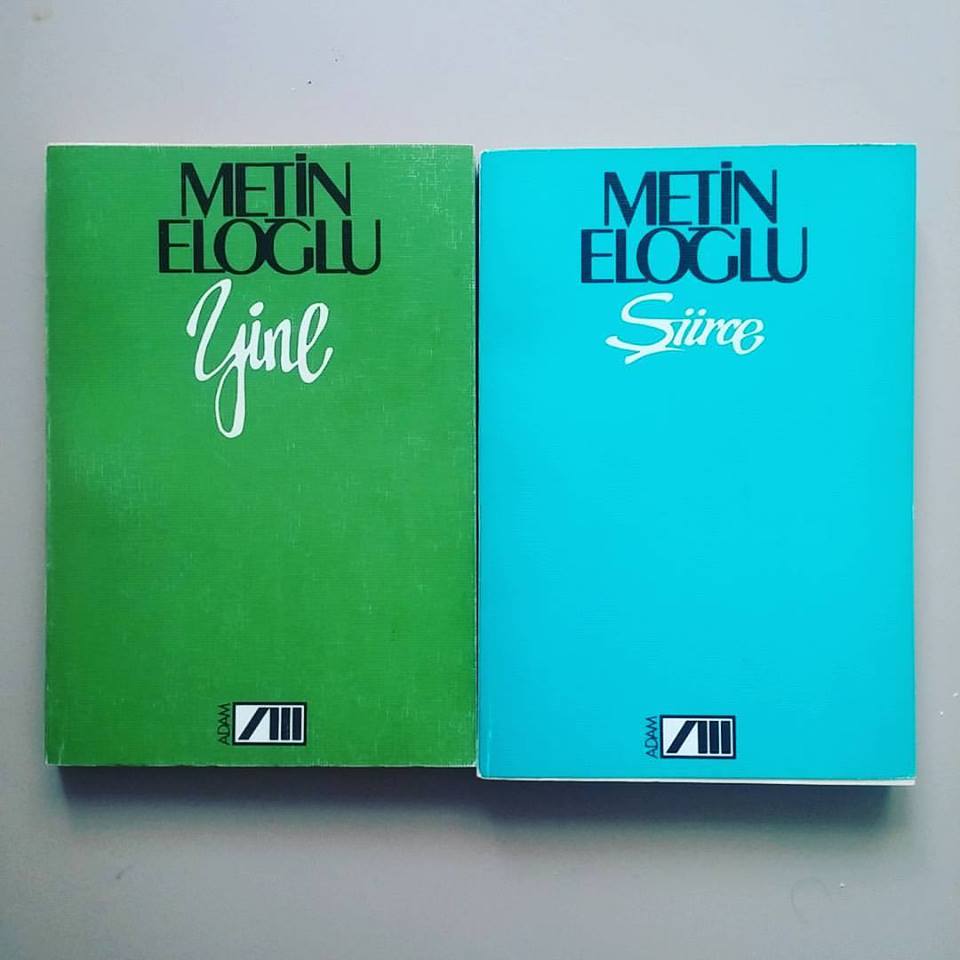 METİN
ELOĞLU
Yine
ADAM
METİN
ELOĞLU
Şiirce
ADAM